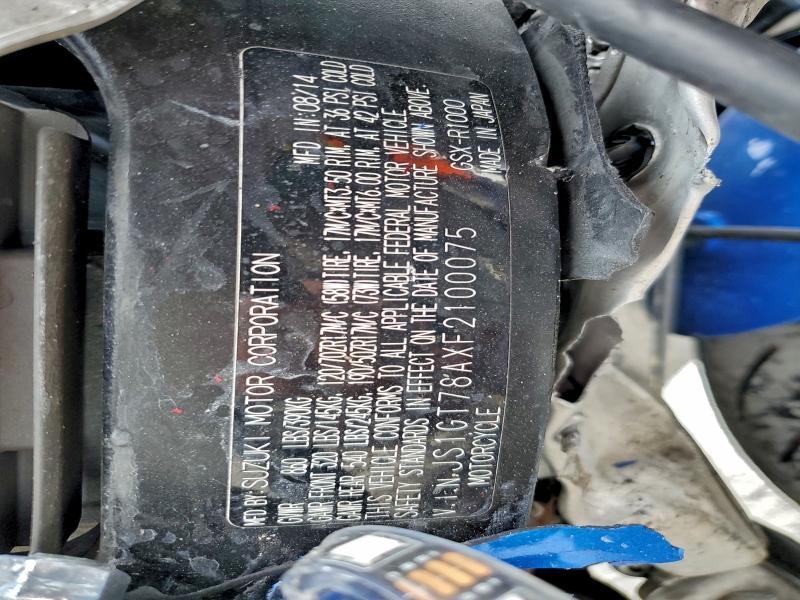 MFD BY: SUZUKI MOTOR CORPORATION MFD IN:08/14
GVWR 860 LBS/390KG
GAWR FRONT 320 LBS/145KG, 120/70ZR17M/C (58W)TIRE, 17M/CXMT3.50 RIM, AT 36 PSI COLD
GAWR REAR 540 LBS/245KG, 190/50ZR17M/C (73W)TIRE, 17M/CXMT6.00 RIM, AT 42 PSI COLD
THIS VEHICLE CONFORMS TO ALL APPLICABLE FEDERAL MOTOR VEHICLE
SAFETY STANDARDS IN EFFECT ON THE DATE OF MANUFACTURE SHOWN ABOVE.
V.I.N. JS1GT78AXF2100075 GSX-R1000
MOTORCYCLE MADE IN JAPAN